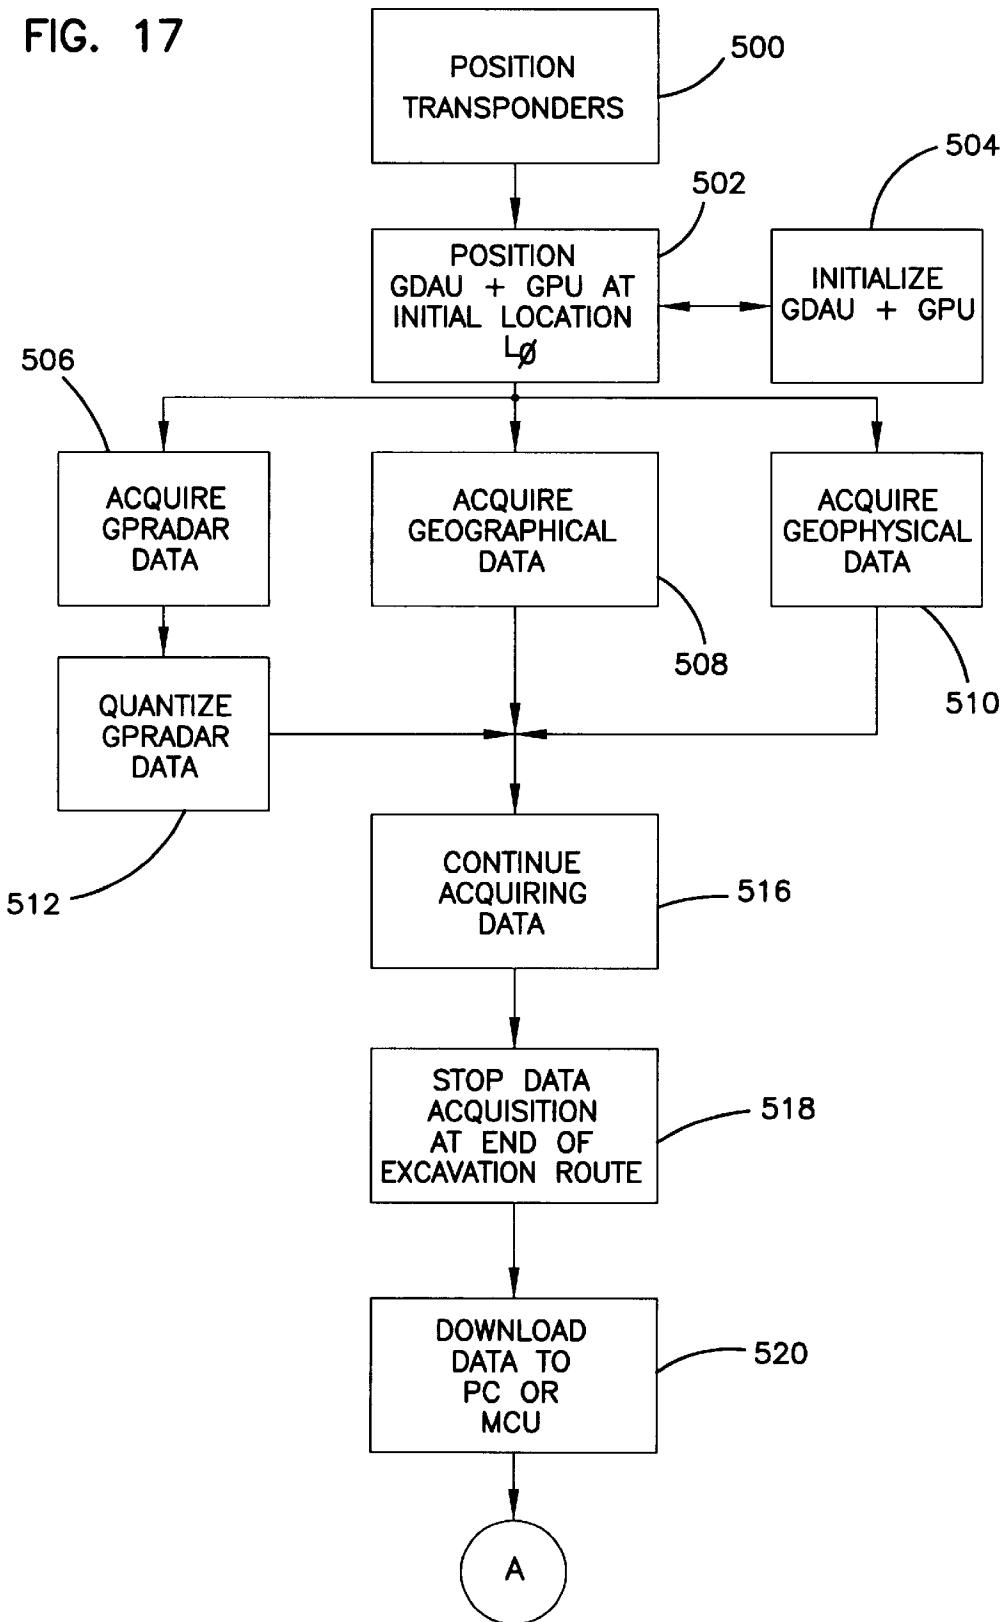 FIG. 17
POSITION
TRANSPONDERS
500
502
504
POSITION
GDAU + GPU AT
INITIAL LOCATION
LØ
INITIALIZE
GDAU + GPU
506
ACQUIRE
GPRADAR
DATA
ACQUIRE
GEOGRAPHICAL
DATA
ACQUIRE
GEOPHYSICAL
DATA
508
510
QUANTIZE
GPRADAR
DATA
512
CONTINUE
ACQUIRING
DATA
516
STOP DATA
ACQUISITION
AT END OF
EXCAVATION ROUTE
518
DOWNLOAD
DATA TO
PC OR
MCU
520
A